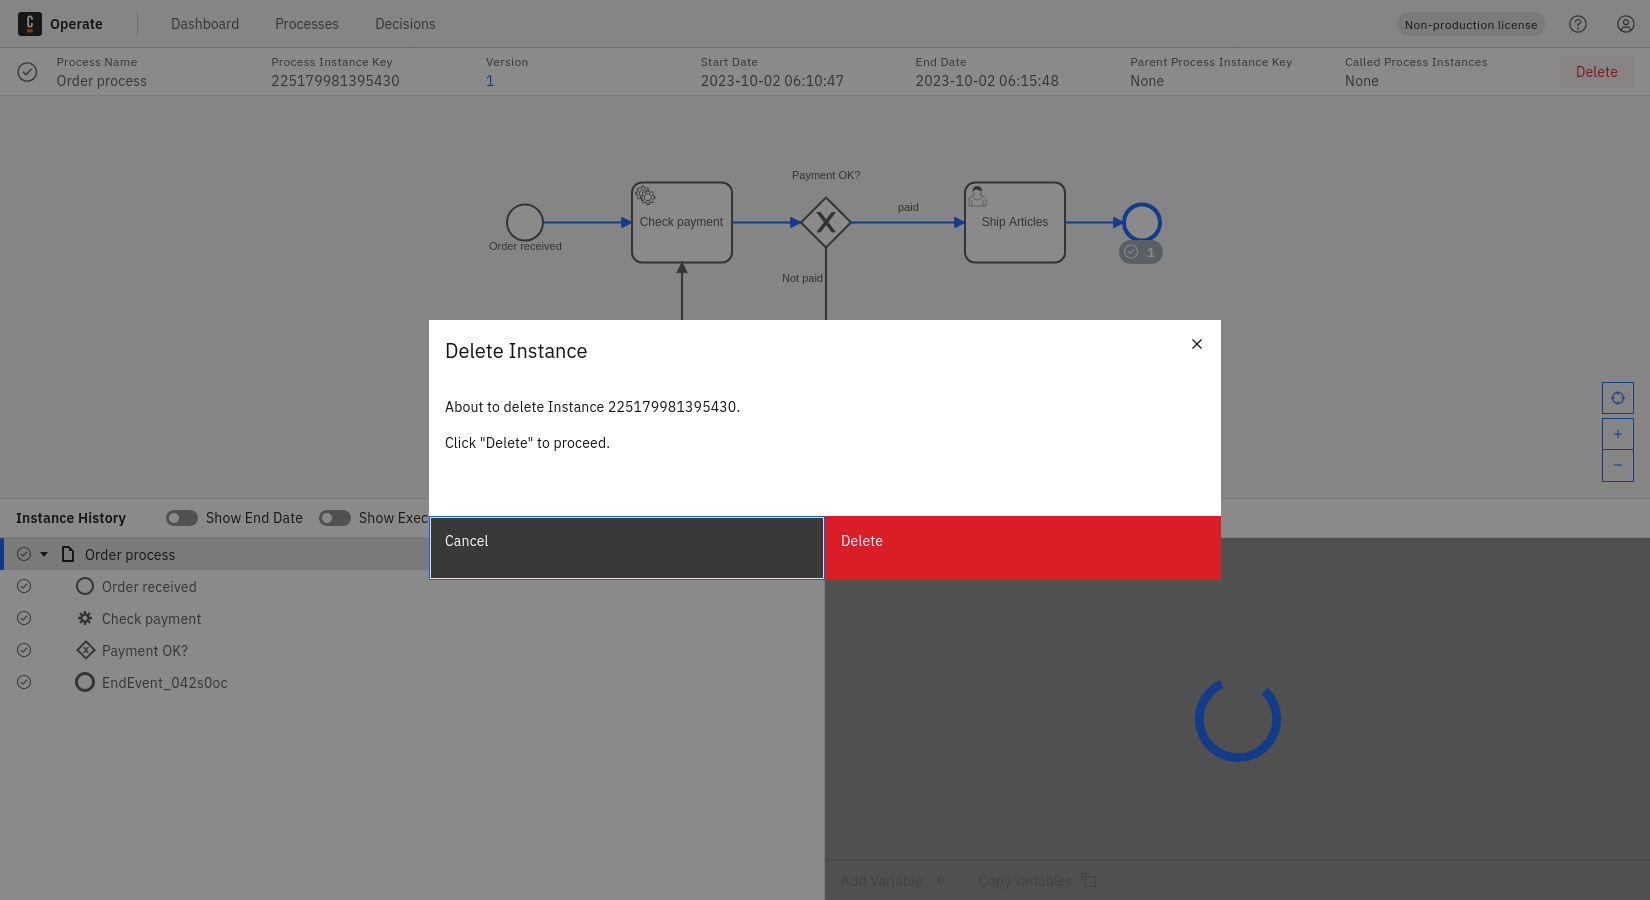 Operate
Dashboard
Processes
Decisions
Non-production license
Process Name
Order process
Process Instance Key
225179981395430
Version
1
Start Date
2023-10-02 06:10:47
End Date
2023-10-02 06:15:48
Parent Process Instance Key
None
Called Process Instances
None
Delete
Payment OK?
Check payment
X
paid
Ship Articles
Order received
1
Not paid
Delete Instance
About to delete Instance 225179981395430.
Click "Delete" to proceed.
Cancel
Delete
Instance History
Show End Date
Show Exec
Order process
Order received
Check payment
Payment OK?
EndEvent_042s0oc
Add Variable +
Copy variables